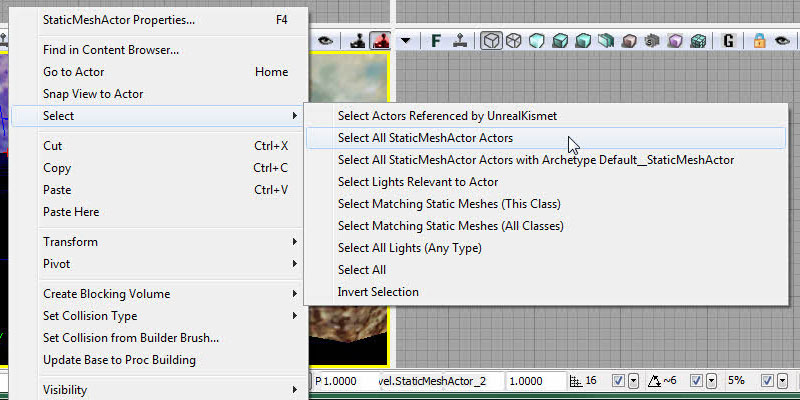 StaticMeshActor Properties... F4
Find in Content Browser...
Go to Actor Home
Snap View to Actor
Select
Cut Ctrl+X
Copy Ctrl+C
Paste Ctrl+V
Paste Here
Transform
Pivot
Create Blocking Volume
Set Collision Type
Set Collision from Builder Brush...
Update Base to Proc Building
Visibility
F
G
Select Actors Referenced by UnrealKismet
Select All StaticMeshActor Actors
Select All StaticMeshActor Actors with Archetype Default__StaticMeshActor
Select Lights Relevant to Actor
Select Matching Static Meshes (This Class)
Select Matching Static Meshes (All Classes)
Select All Lights (Any Type)
Select All
Invert Selection
P 1.0000 vel.StaticMeshActor_2 1.0000 16 ~6 5%